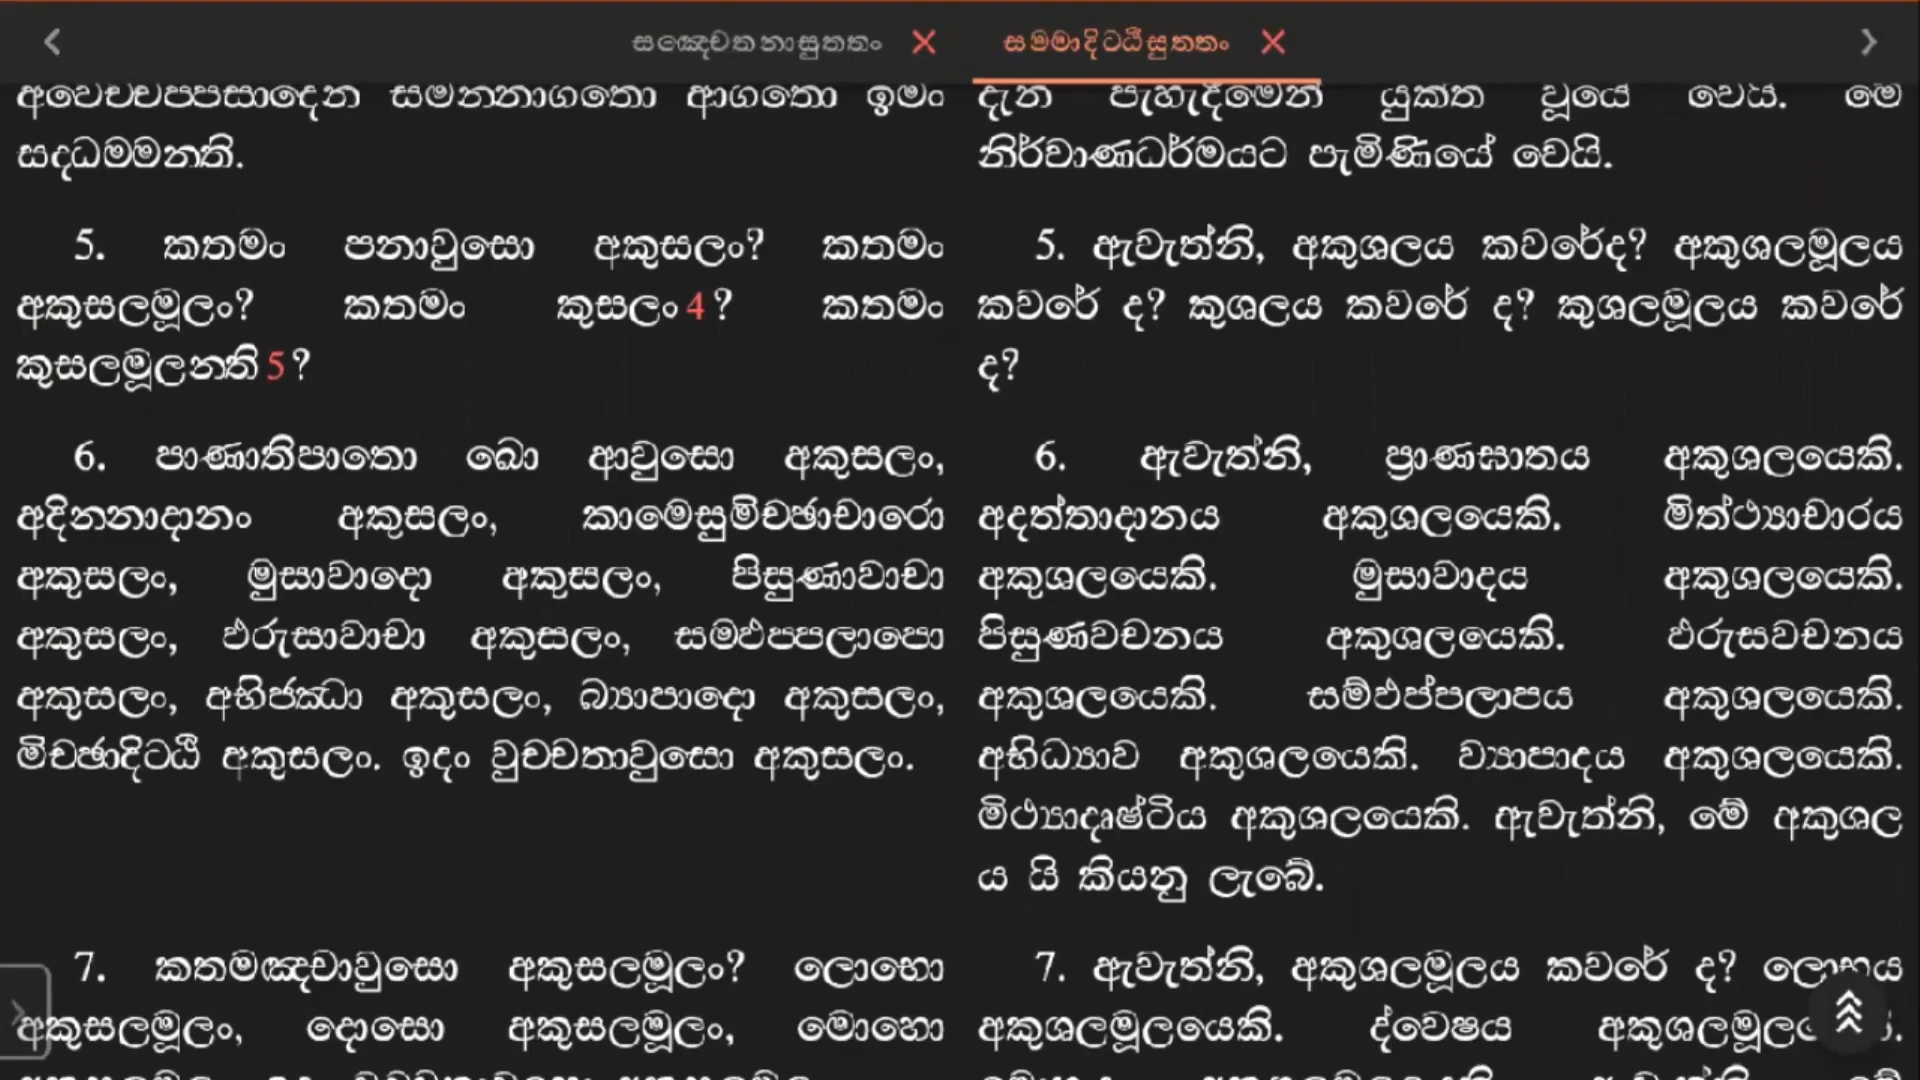 සඤ්චෙතනාසුත්තං
සම්මාදිට්ඨිසුත්තං
අවෙච්චප්පසාදෙන සමන්නාගතො ආගතො ඉමං
සද්ධම්මන්ති.
5. කතමං පනාවුසො අකුසලං? කතමං
අකුසලමූලං? කතමං කුසලං4? කතමං
කුසලමූලන්ති5?
6. පාණාතිපාතො ඛො ආවුසො අකුසලං,
අදින්නාදානං අකුසලං, කාමෙසුමිච්ඡාචාරො
අකුසලං, මුසාවාදො අකුසලං, පිසුණාවාචා
අකුසලං, ඵරුසාවාචා අකුසලං, සම්ඵප්පලාපො
අකුසලං, අභිජ්ඣා අකුසලං, බ්‍යාපාදො අකුසලං,
මිච්ඡාදිට්ඨි අකුසලං. ඉදං වුච්චතාවුසො අකුසලං.
7. කතමඤ්චාවුසො අකුසලමූලං? ලොභො
අකුසලමූලං, දොසො අකුසලමූලං, මොහො
දැන පැහැදීමෙන් යුක්ත වූයේ වෙයි. මේ
නිර්වාණධර්මයට පැමිණියේ වෙයි.
5. ඇවැත්නි, අකුශලය කවරේද? අකුශලමූලය
කවරේ ද? කුශලය කවරේ ද? කුශලමූලය කවරේ
ද?
6. ඇවැත්නි, ප්‍රාණඝාතය අකුශලයෙකි.
අදත්තාදානය අකුශලයෙකි. මිත්ථ්‍යාචාරය
අකුශලයෙකි. මුසාවාදය අකුශලයෙකි.
පිසුණවචනය අකුශලයෙකි. ඵරුසවචනය
අකුශලයෙකි. සම්ඵප්පලාපය අකුශලයෙකි.
අභිධ්‍යාව අකුශලයෙකි. ව්‍යාපාදය අකුශලයෙකි.
මිථ්‍යාදෘෂ්ටිය අකුශලයෙකි. ඇවැත්නි, මේ අකුශල
ය යි කියනු ලැබේ.
7. ඇවැත්නි, අකුශලමූලය කවරේ ද? ලොභය
අකුශලමූලයෙකි. ද්වෙෂය